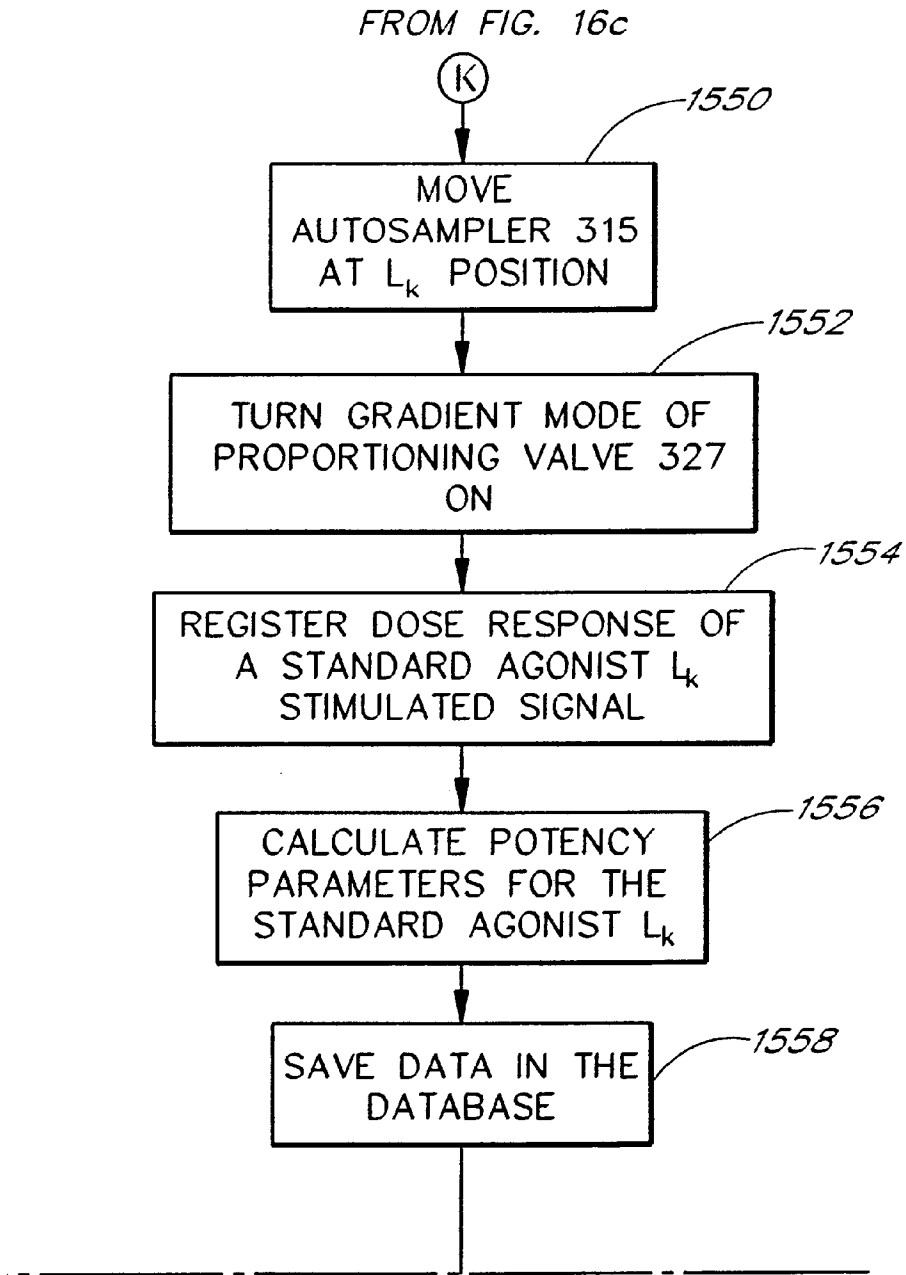 FROM FIG. 16c
K
1550
MOVE
AUTOSAMPLER 315
AT Lk POSITION
1552
TURN GRADIENT MODE OF
PROPORTIONING VALVE 327
ON
1554
REGISTER DOSE RESPONSE OF
A STANDARD AGONIST Lk
STIMULATED SIGNAL
1556
CALCULATE POTENCY
PARAMETERS FOR THE
STANDARD AGONIST Lk
1558
SAVE DATA IN THE
DATABASE